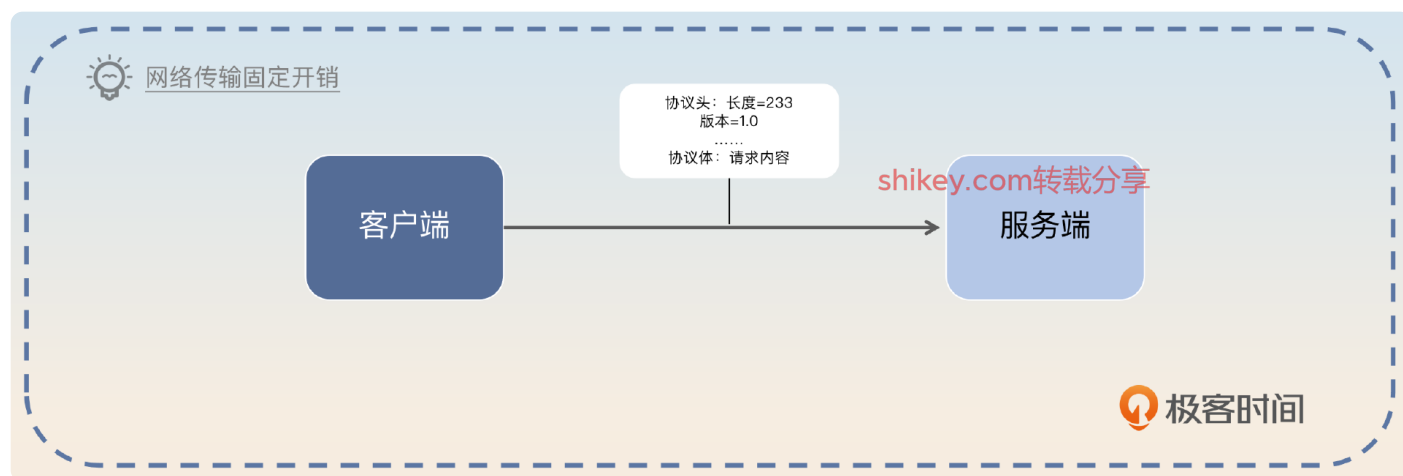 网络传输固定开销
协议头：长度=233
版本=1.0
……
协议体：请求内容
shikey.com转载分享
客户端
服务端
极客时间